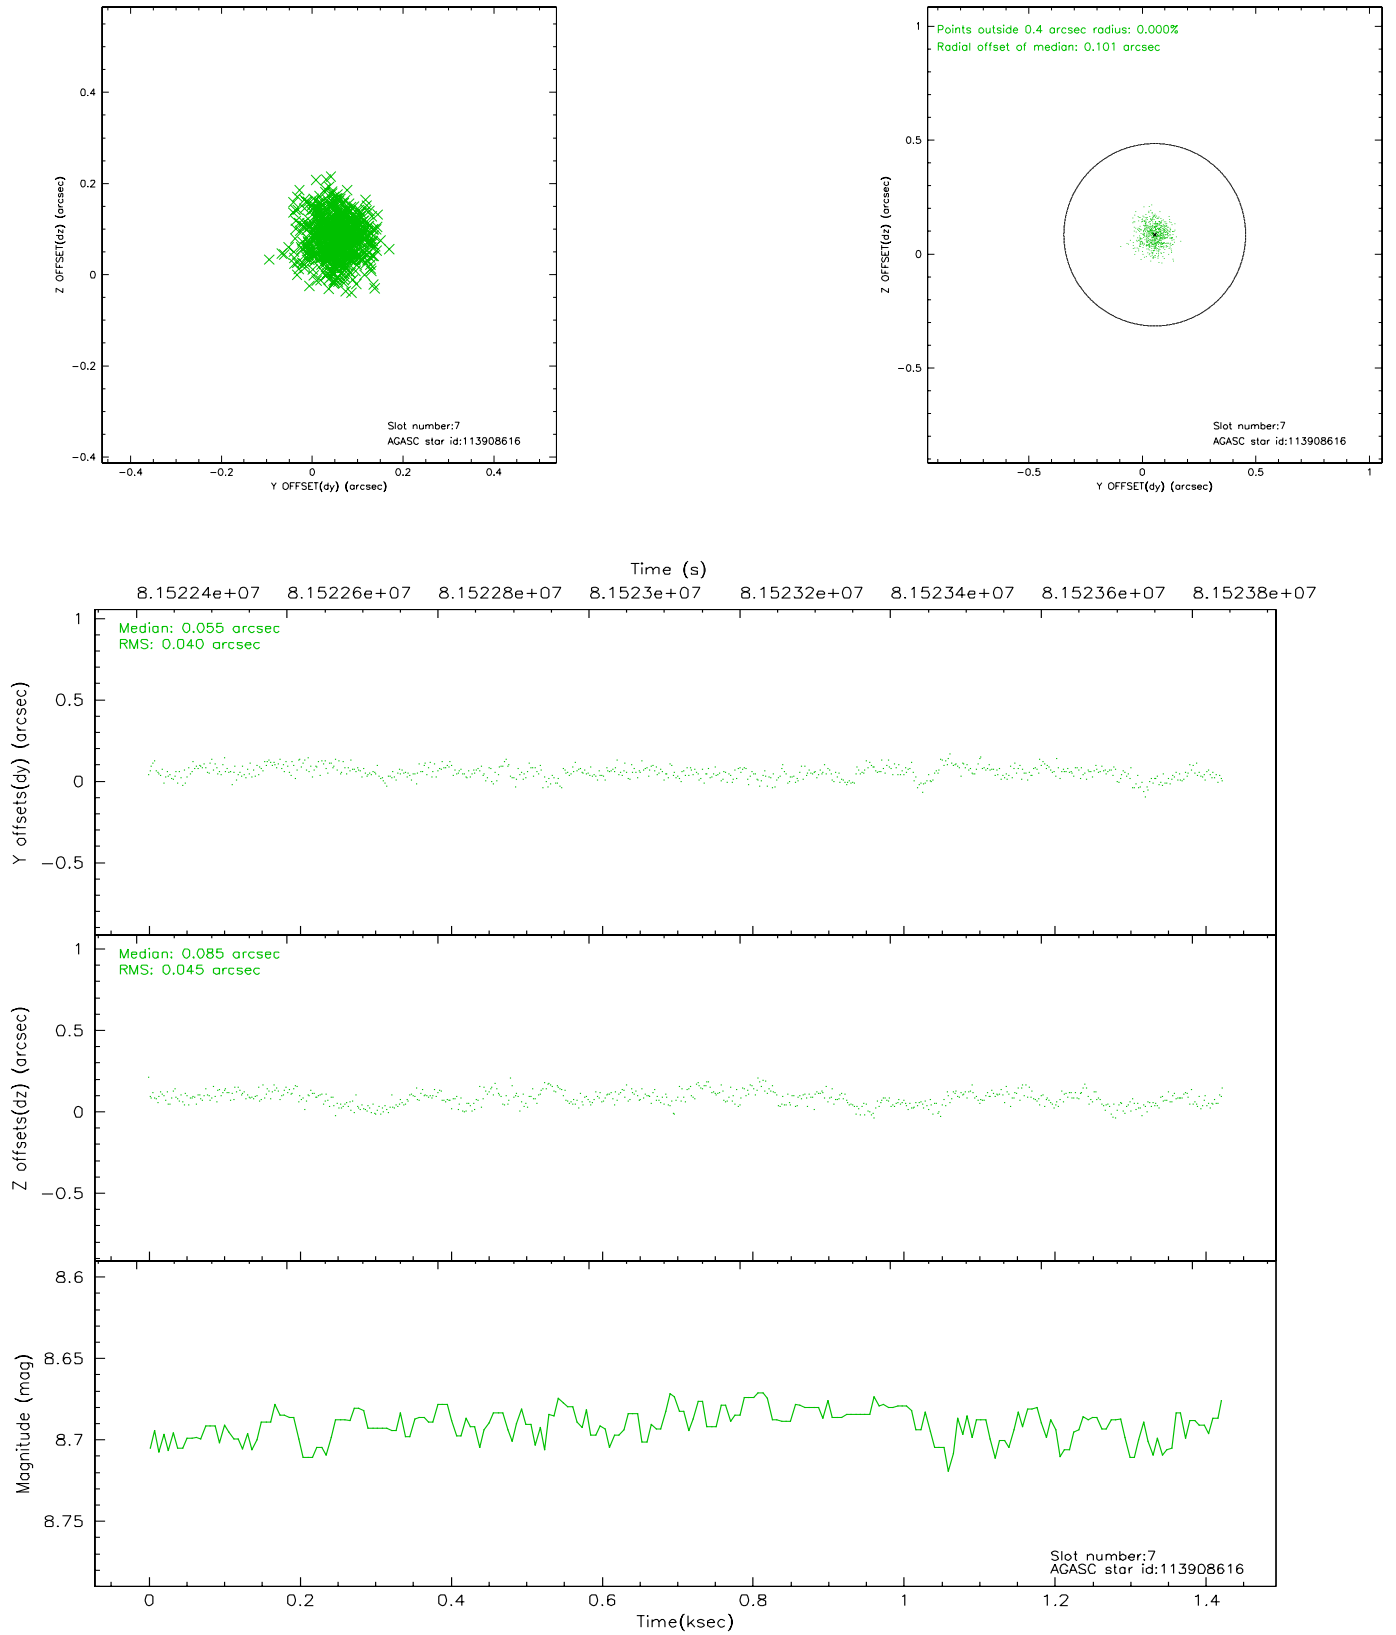 0.4
0.2
0
−0.2
−0.4
Z OFFSET(dz) (arcsec)
Slot number:7
AGASC star id:113908616
−0.4 −0.2 0 0.2 0.4
Y OFFSET(dy) (arcsec)
Points outside 0.4 arcsec radius: 0.000%
Radial offset of median: 0.101 arcsec
1
0.5
0
−0.5
Z OFFSET(dz) (arcsec)
Slot number:7
AGASC star id:113908616
−0.5 0 0.5 1
Y OFFSET(dy) (arcsec)
Time (s)
8.15224e+07 8.15226e+07 8.15228e+07 8.1523e+07 8.15232e+07 8.15234e+07 8.15236e+07 8.15238e+07
Median: 0.055 arcsec
RMS: 0.040 arcsec
1
0.5
0
−0.5
Y offsets(dy) (arcsec)
Median: 0.085 arcsec
RMS: 0.045 arcsec
1
0.5
0
−0.5
Z offsets(dz) (arcsec)
8.6
8.65
8.7
8.75
Magnitude (mag)
Slot number:7
AGASC star id:113908616
0 0.2 0.4 0.6 0.8 1 1.2 1.4
Time(ksec)